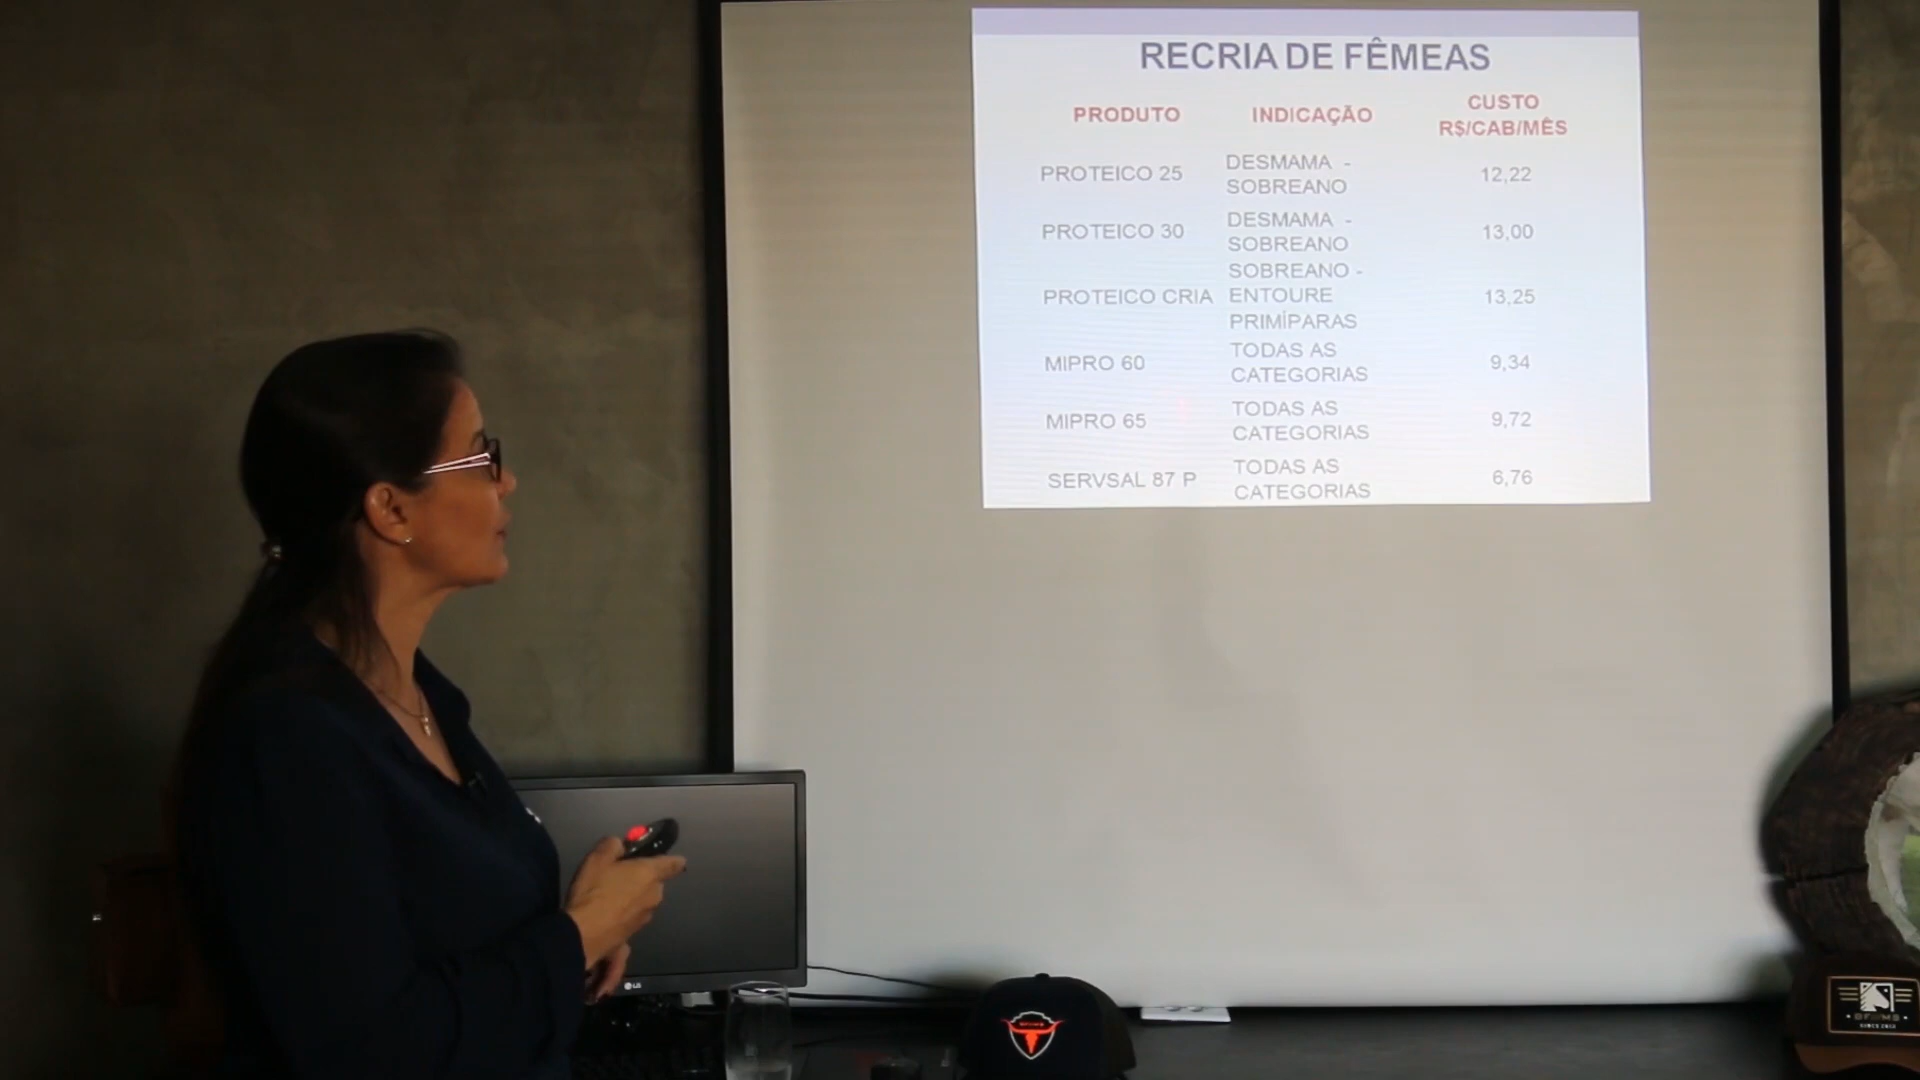 RECRIA DE FÊMEAS
PRODUTO INDICAÇÃO CUSTO R$/CAB/MÊS
PROTEICO 25 DESMAMA - SOBREANO 12,22
PROTEICO 30 DESMAMA - SOBREANO 13,00
PROTEICO CRIA SOBREANO - ENTOURE PRIMÍPARAS 13,25
MIPRO 60 TODAS AS CATEGORIAS 9,34
MIPRO 65 TODAS AS CATEGORIAS 9,72
SERVSAL 87 P TODAS AS CATEGORIAS 6,76
LG